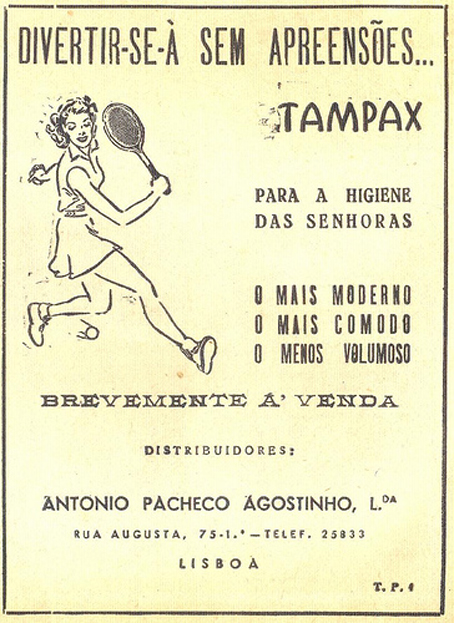 DIVERTIR-SE-À SEM APREENSÕES...
TAMPAX
PARA A HIGIENE
DAS SENHORAS
O MAIS MODERNO
O MAIS COMODO
O MENOS VOLUMOSO
BREVEMENTE Á' VENDA
DISTRIBUIDORES:
ANTONIO PACHECO AGOSTINHO, L.DA
RUA AUGUSTA, 75-1.º — TELEF. 25833
LISBOA
T. P. 1